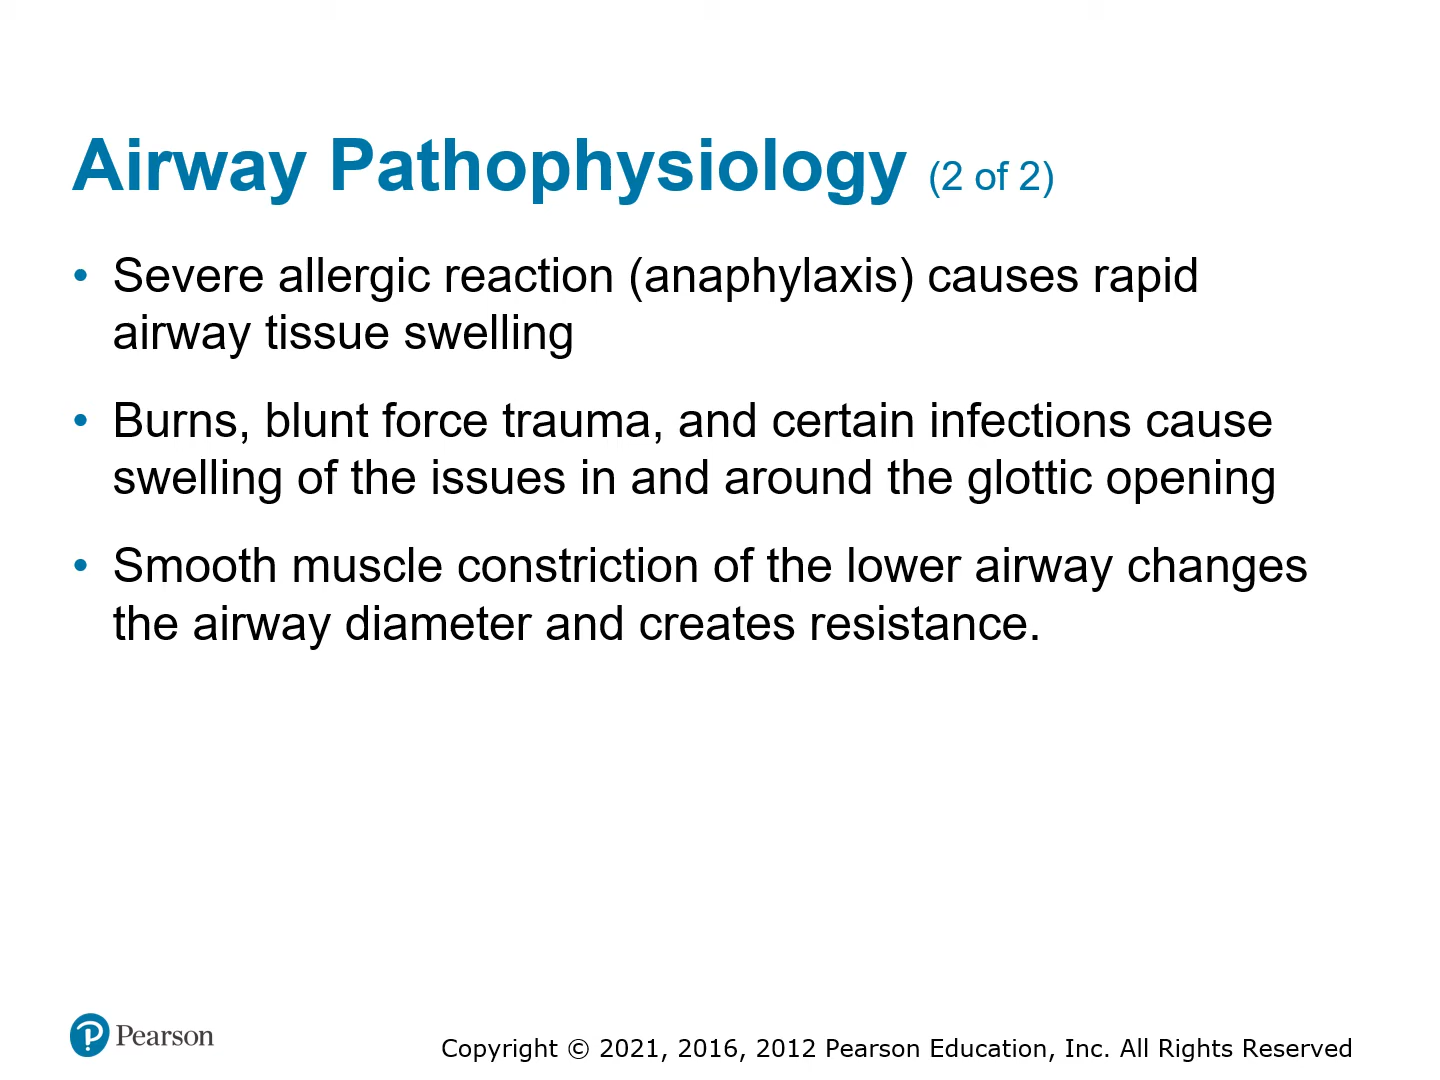 Airway Pathophysiology (2 of 2)
• Severe allergic reaction (anaphylaxis) causes rapid
airway tissue swelling
• Burns, blunt force trauma, and certain infections cause
swelling of the issues in and around the glottic opening
• Smooth muscle constriction of the lower airway changes
the airway diameter and creates resistance.
Pearson
Copyright © 2021, 2016, 2012 Pearson Education, Inc. All Rights Reserved